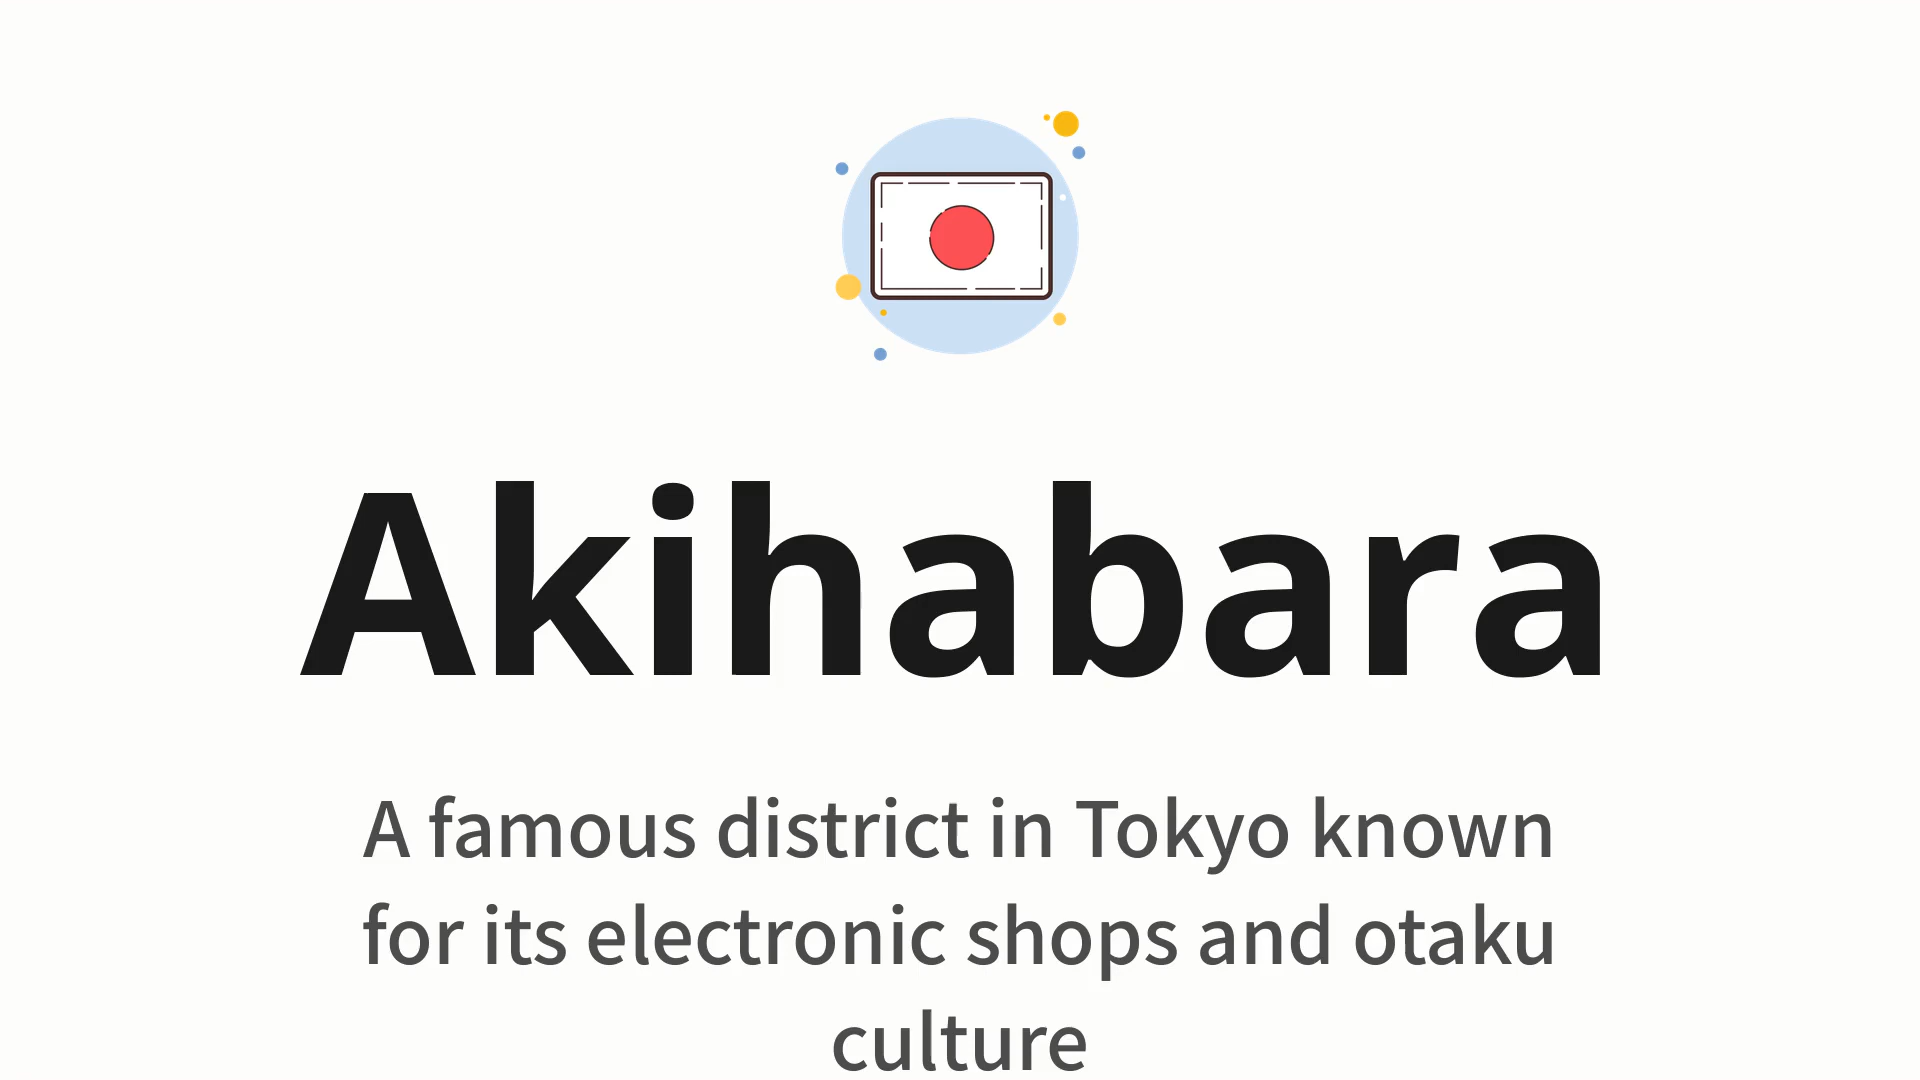 Akihabara
A famous district in Tokyo known
for its electronic shops and otaku
culture